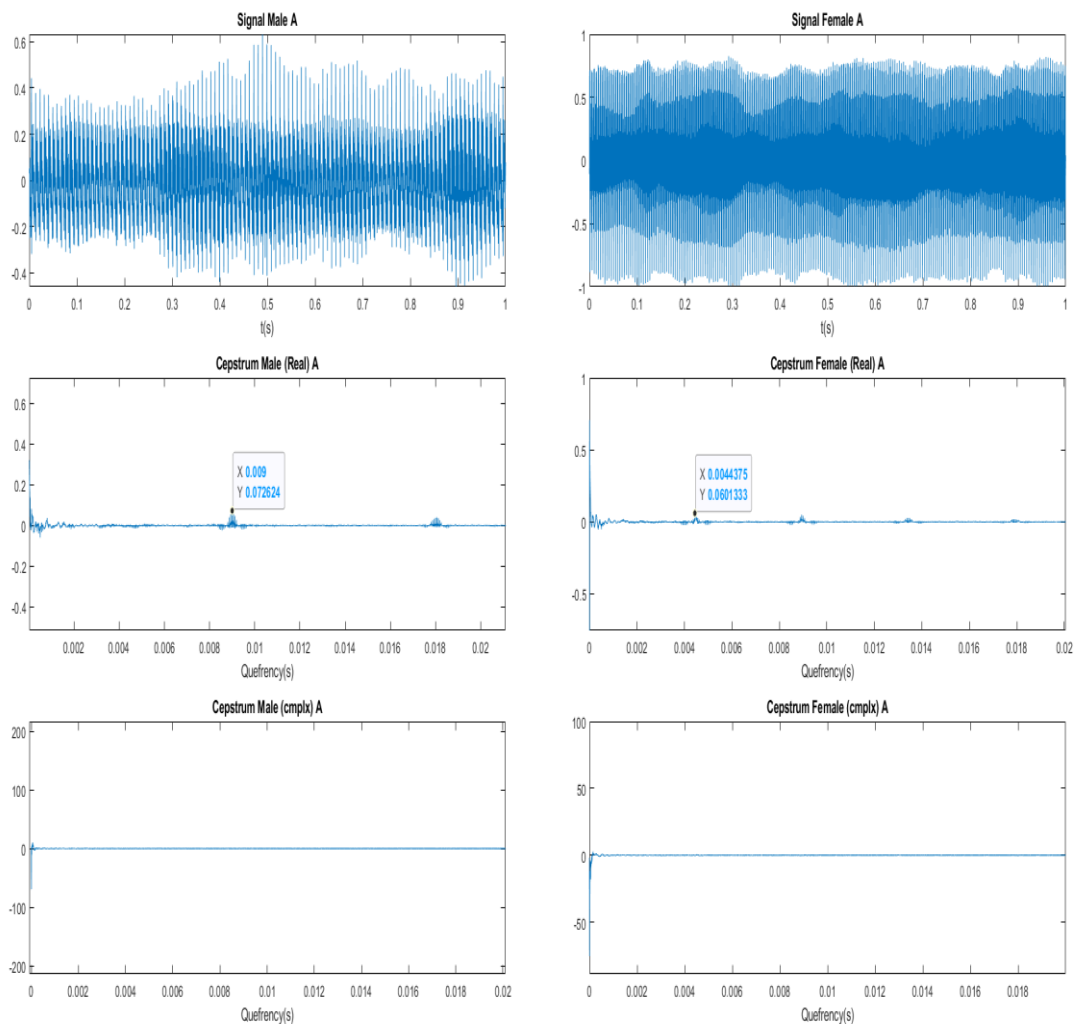 Signal Male A
0.6
0.4
0.2
0
-0.2
-0.4
0 0.1 0.2 0.3 0.4 0.5 0.6 0.7 0.8 0.9 1
t(s)
Signal Female A
1
0.5
0
-0.5
-1
0 0.1 0.2 0.3 0.4 0.5 0.6 0.7 0.8 0.9 1
t(s)
Cepstrum Male (Real) A
0.6
0.4
0.2
0
-0.2
-0.4
X 0.009
Y 0.072624
0.002 0.004 0.006 0.008 0.01 0.012 0.014 0.016 0.018 0.02
Quefrency(s)
Cepstrum Female (Real) A
1
0.5
0
-0.5
X 0.0044375
Y 0.0601333
0.002 0.004 0.006 0.008 0.01 0.012 0.014 0.016 0.018 0.02
Quefrency(s)
Cepstrum Male (cmplx) A
200
100
0
-100
-200
0 0.002 0.004 0.006 0.008 0.01 0.012 0.014 0.016 0.018 0.02
Quefrency(s)
Cepstrum Female (cmplx) A
100
50
0
-50
0 0.002 0.004 0.006 0.008 0.01 0.012 0.014 0.016 0.018
Quefrency(s)